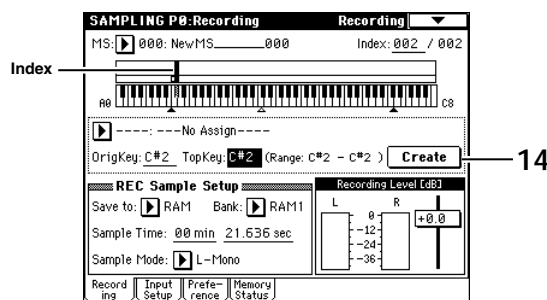 SAMPLING P0:Recording Recording
MS: 000: NewMS_______000 Index: 002 / 002
Index
A0 C8
----: ---No Assign----
OrigKey: C#2 TopKey: C#2 (Range: C#2 - C#2 ) Create
14
REC Sample Setup
Save to: RAM Bank: RAM1
Sample Time: 00 min 21.636 sec
Sample Mode: L-Mono
Recording Level [dB]
L R
0
+0.0
-12
-24
-36
Record
ing
Input
Setup
Prefe-
rence
Memory
Status